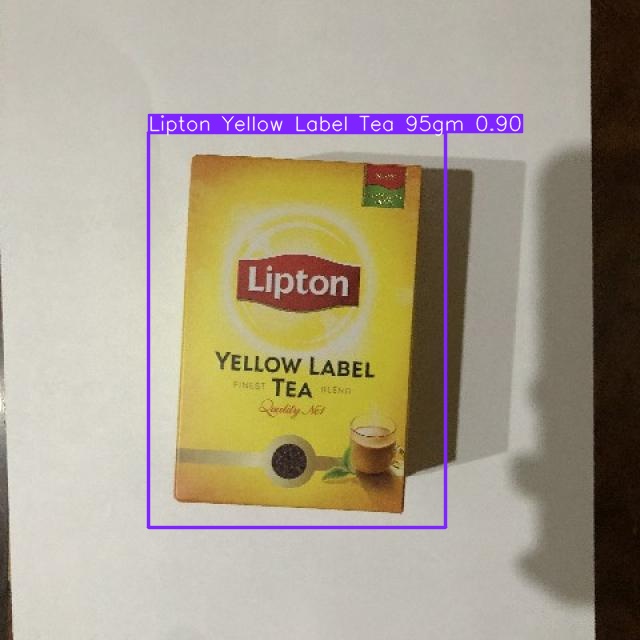 Lipton Yellow Label Tea 95gm 0.90
Lipton
YELLOW LABEL
FINEST TEA BLEND
Quality No1